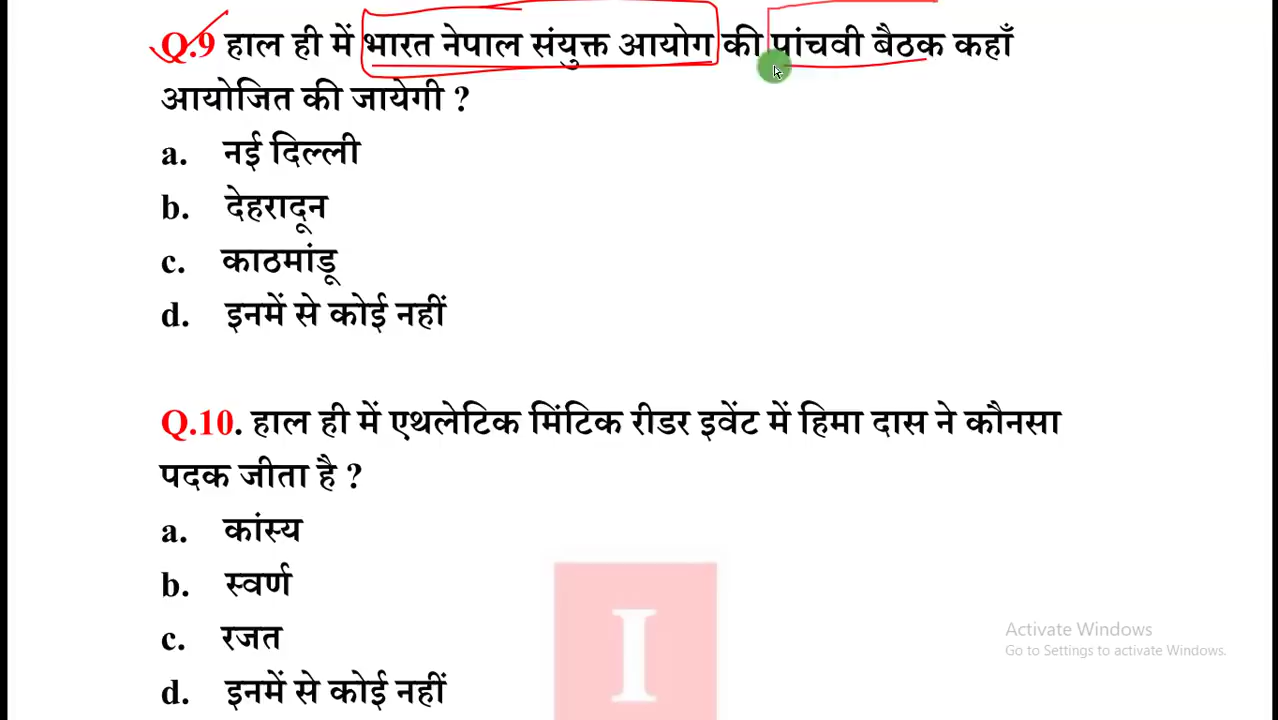 Q.9 हाल ही में भारत नेपाल संयुक्त आयोग की पांचवी बैठक कहाँ
आयोजित की जायेगी ?
a. नई दिल्ली
b. देहरादून
c. काठमांडू
d. इनमें से कोई नहीं
Q.10. हाल ही में एथलेटिक मिंटिक रीडर इवेंट में हिमा दास ने कौनसा
पदक जीता है ?
a. कांस्य
b. स्वर्ण
c. रजत
d. इनमें से कोई नहीं
I
Activate Windows
Go to Settings to activate Windows.